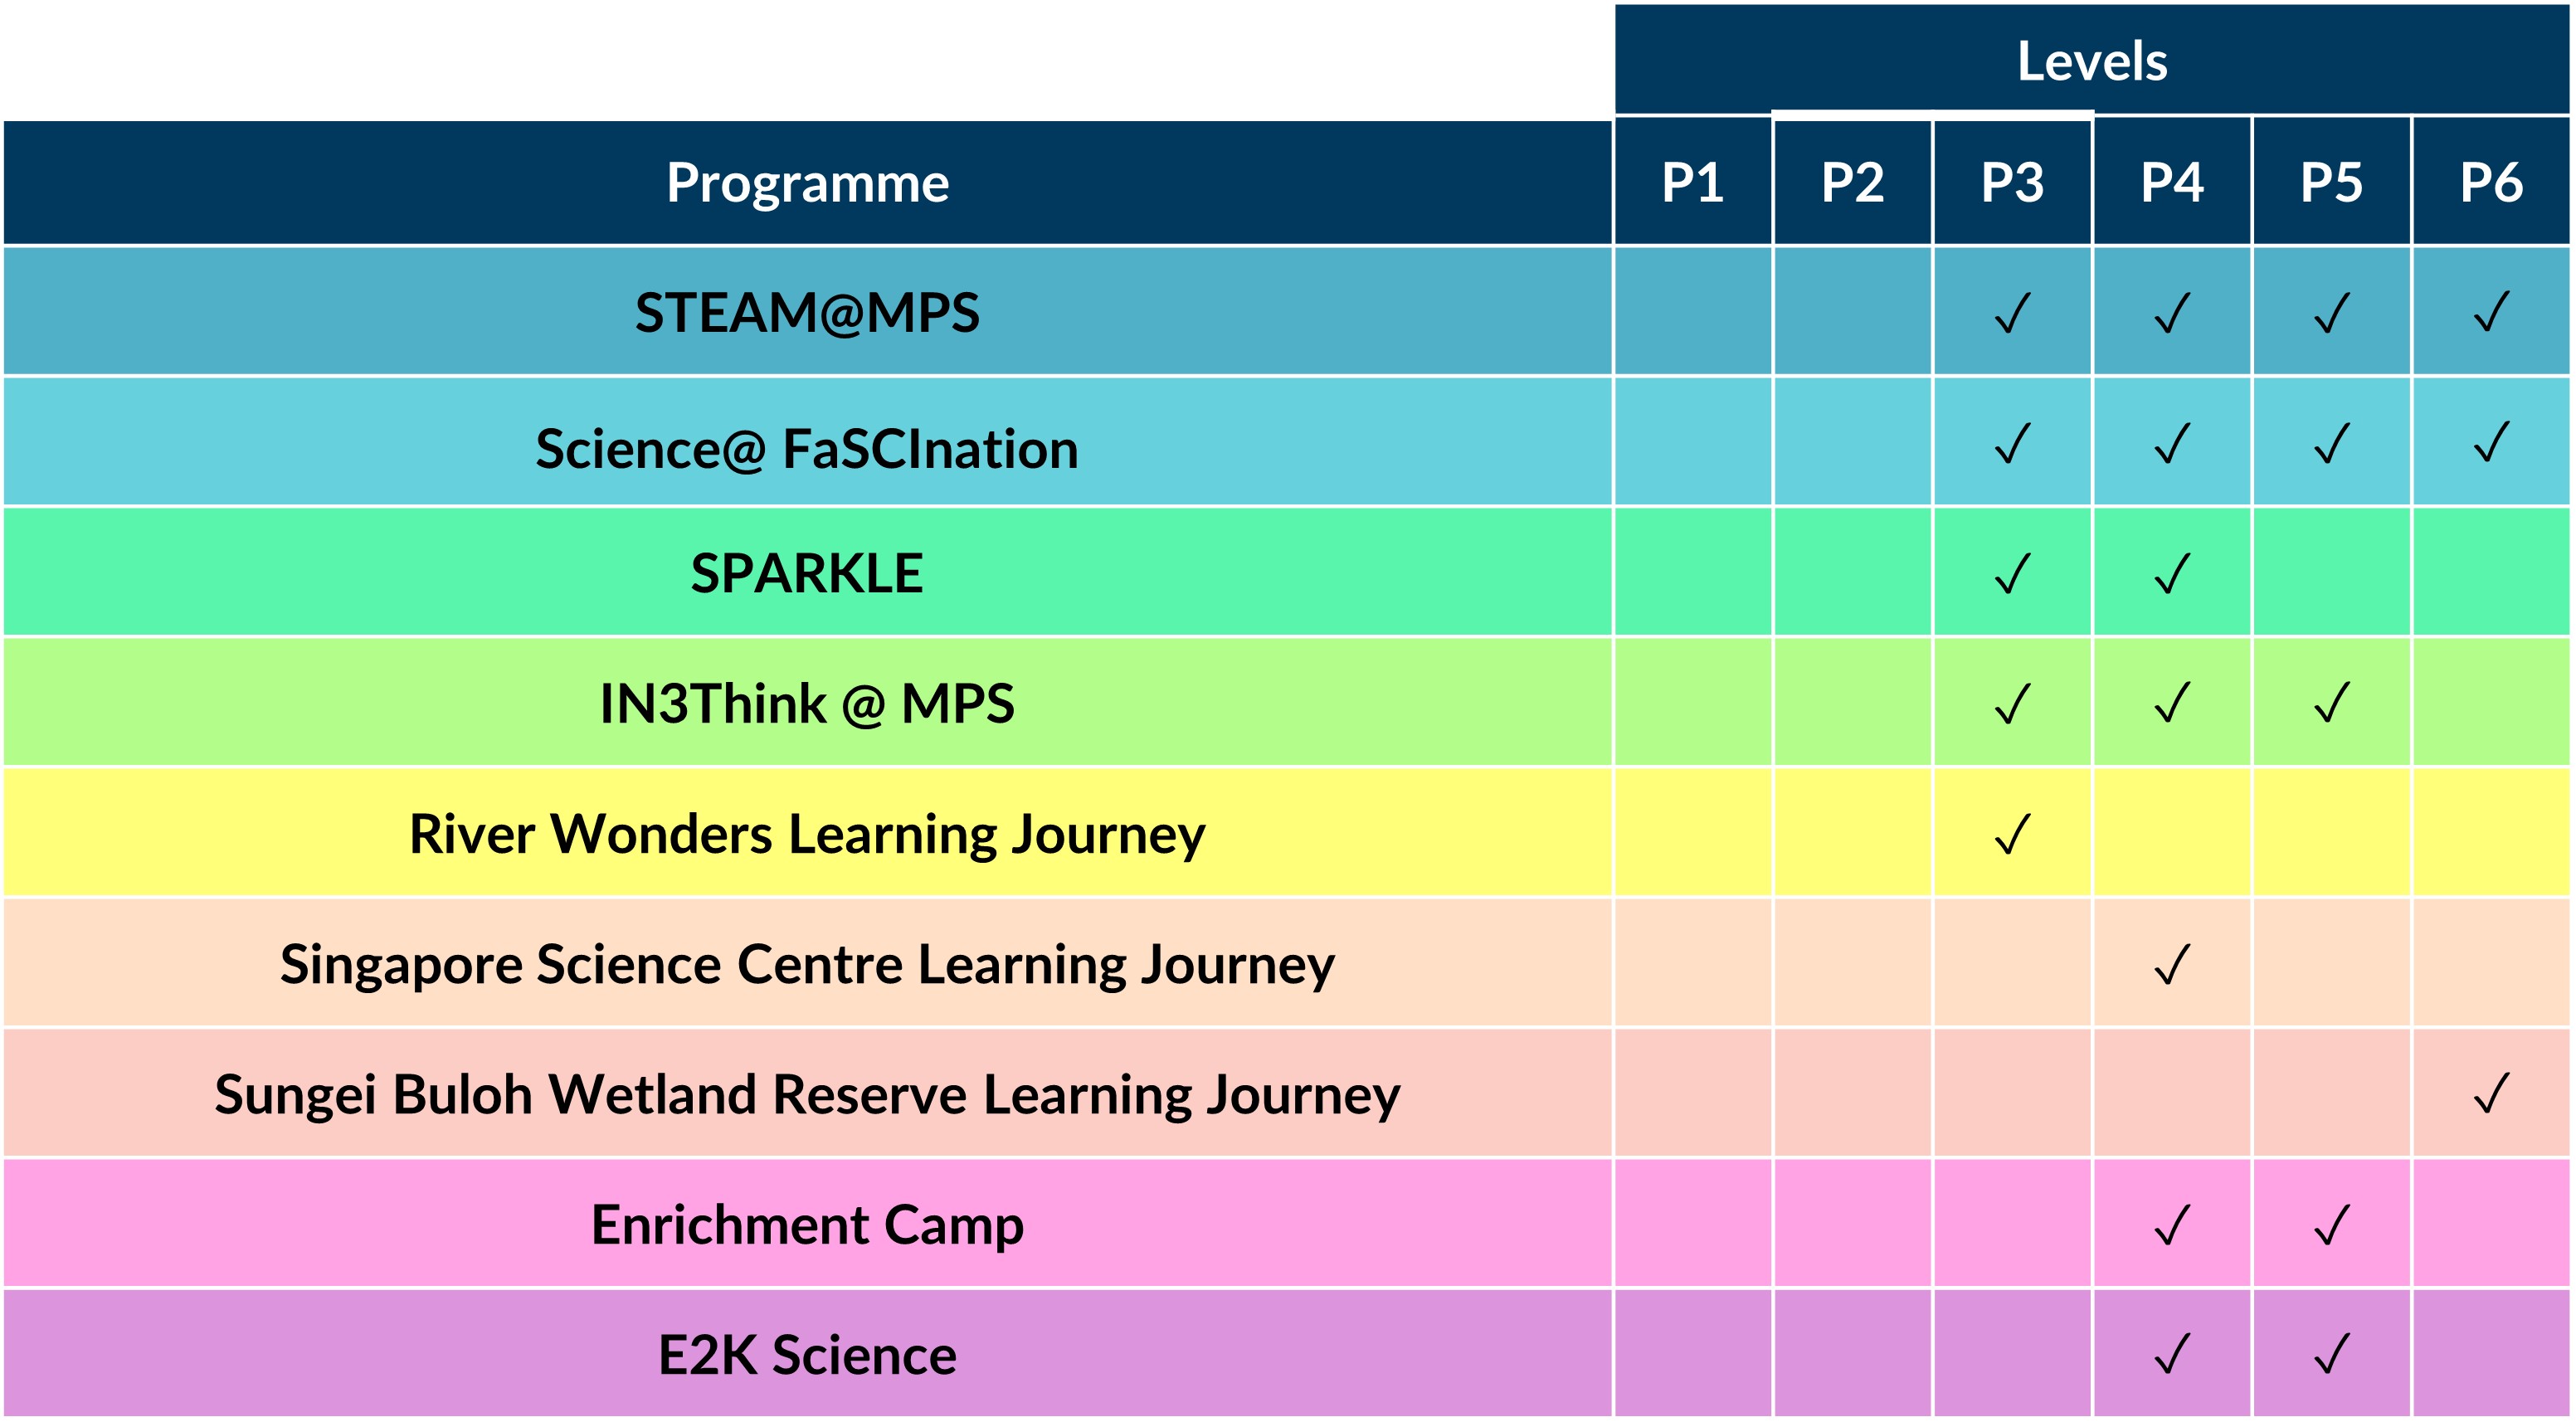 Levels
Programme P1 P2 P3 P4 P5 P6
STEAM@MPS ✓ ✓ ✓ ✓
Science@ FaSCInation ✓ ✓ ✓ ✓
SPARKLE ✓ ✓
IN3Think @ MPS ✓ ✓ ✓
River Wonders Learning Journey ✓
Singapore Science Centre Learning Journey ✓
Sungei Buloh Wetland Reserve Learning Journey ✓
Enrichment Camp ✓ ✓
E2K Science ✓ ✓